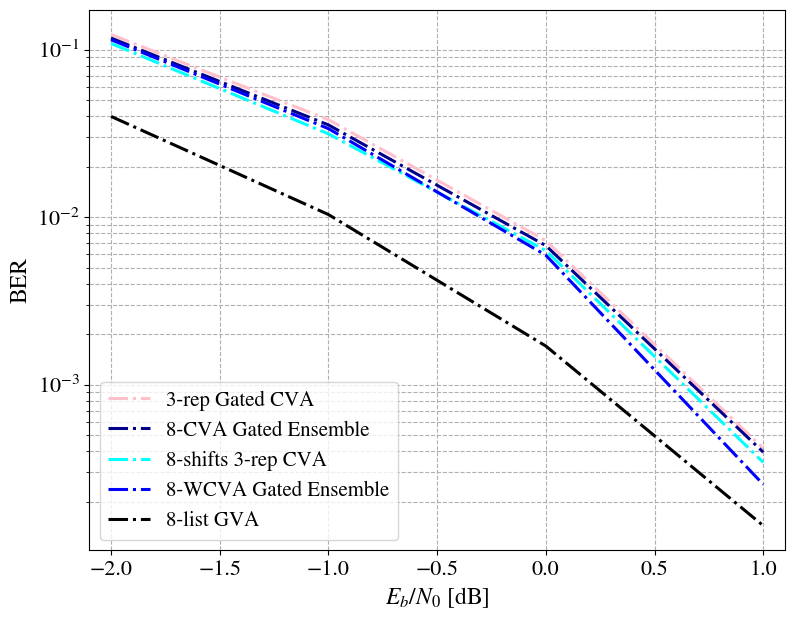 10⁻¹
10⁻²
10⁻³
BER
3-rep Gated CVA
8-CVA Gated Ensemble
8-shifts 3-rep CVA
8-WCVA Gated Ensemble
8-list GVA
−2.0 −1.5 −1.0 −0.5 0.0 0.5 1.0
E_b/N_0 [dB]